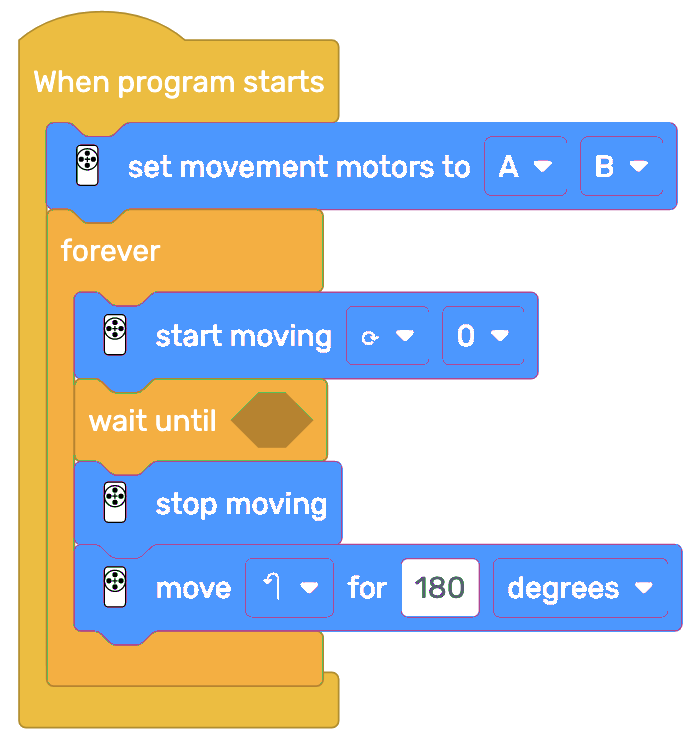 When program starts
set movement motors to A B
forever
start moving ⟳ 0
wait until
stop moving
move for 180 degrees